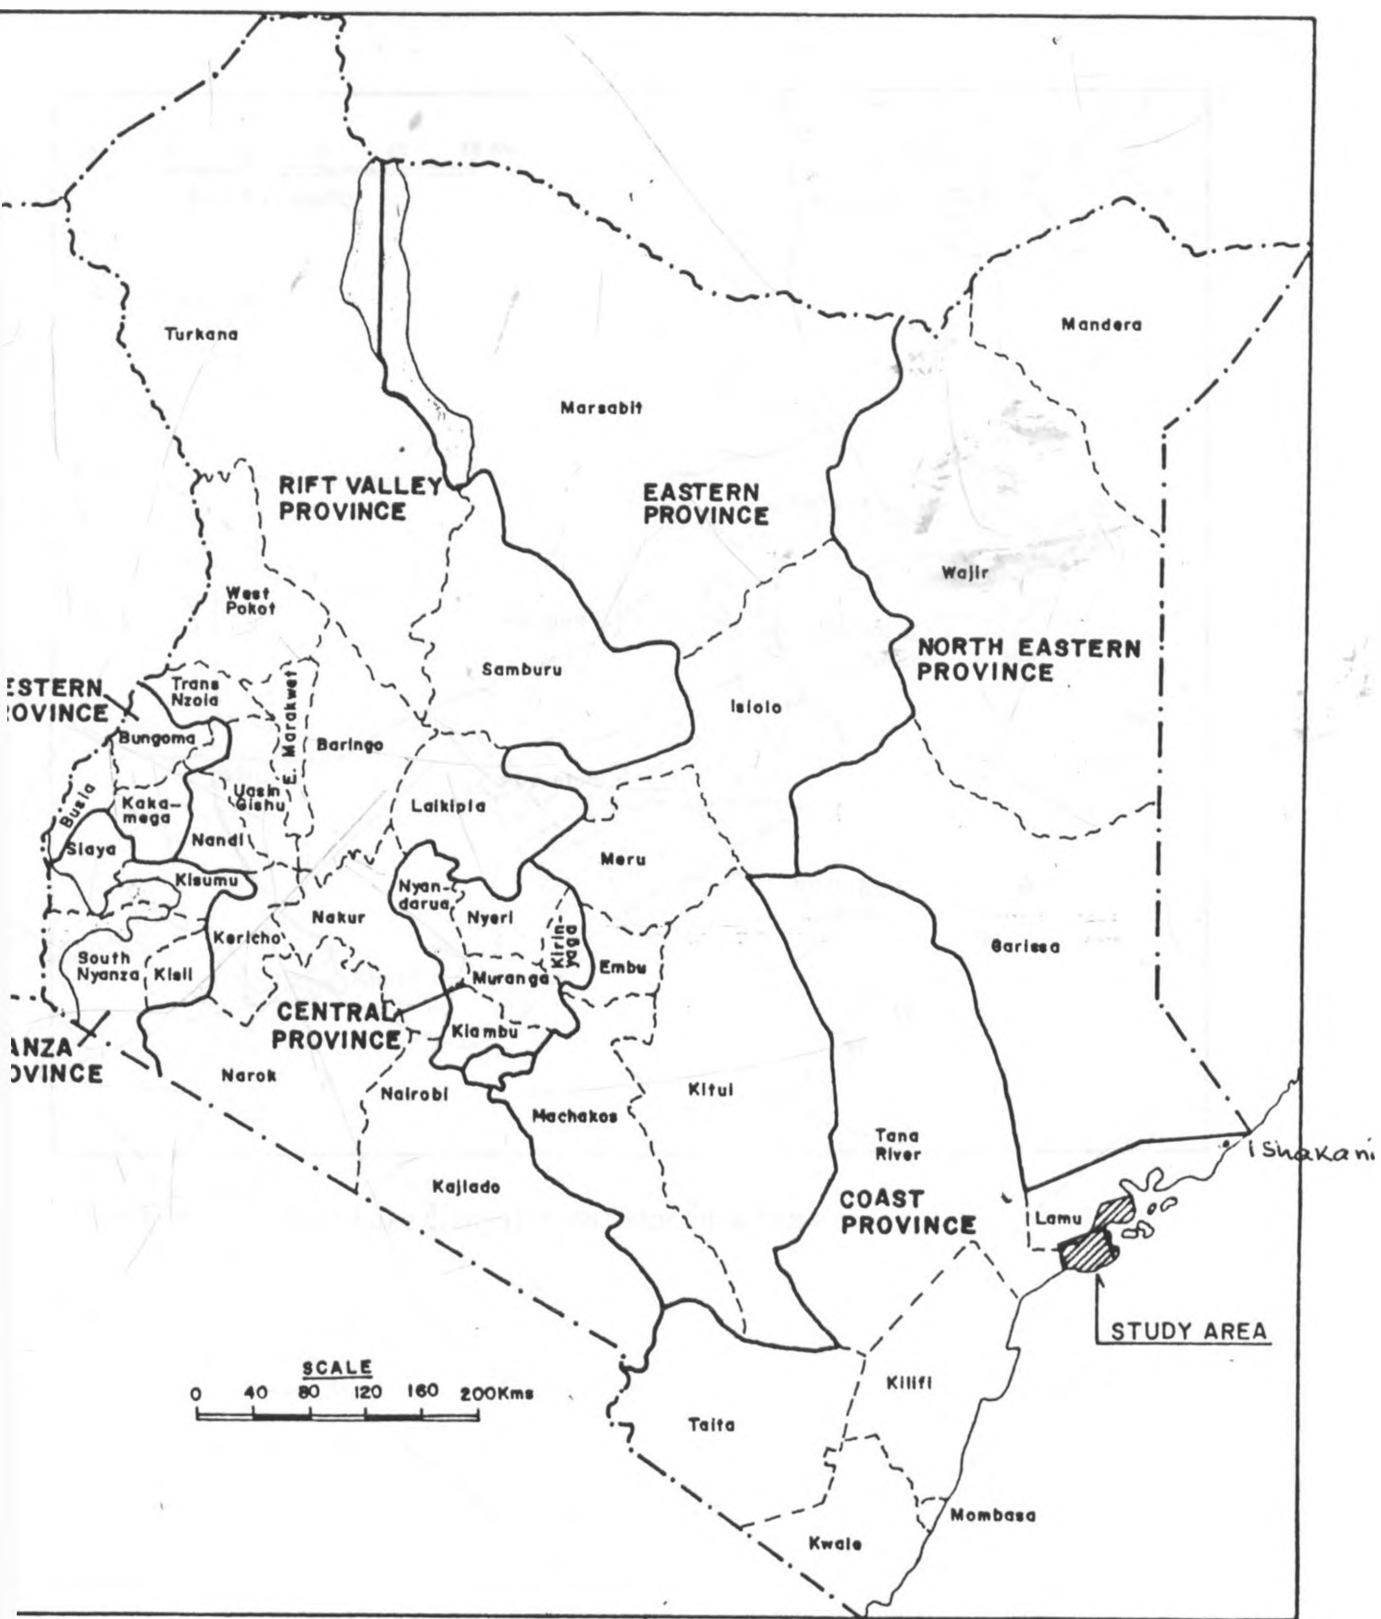 Turkana
Mandera
Marsabit
RIFT VALLEY
PROVINCE
EASTERN
PROVINCE
Wajir
West
Pokot
NORTH EASTERN
PROVINCE
Samburu
Isiolo
ESTERN
OVINCE
Trans
Nzoia
Bungoma
E. Marakwet
Baringo
Busia
Kaka-
mega
Uasin
Gishu
Laikipia
Siaya
Nandi
Meru
Kisumu
Nyan-
darua
Nyeri
Kirin-
yaga
Nakur
Kericho
Garissa
South
Nyanza
Kisii
Muranga
Embu
CENTRAL
PROVINCE
Kiambu
ANZA
OVINCE
Narok
Nairobi
Machakos
Kitui
Tana
River
Ishakani
Kajiado
COAST
PROVINCE
Lamu
STUDY AREA
SCALE
0 40 80 120 160 200Kms
Kilifi
Taita
Mombasa
Kwale